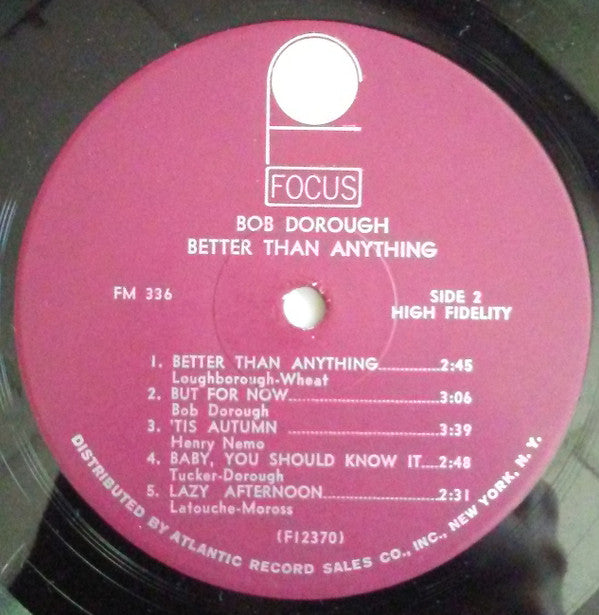 FOCUS
BOB DOROUGH
BETTER THAN ANYTHING
FM 336
SIDE 2
HIGH FIDELITY
1. BETTER THAN ANYTHING..................2:45
Loughborough-Wheat
2. BUT FOR NOW..............................3:06
Bob Dorough
3. 'TIS AUTUMN ..............................3:39
Henry Nemo
4. BABY, YOU SHOULD KNOW IT....2:48
Tucker-Dorough
5. LAZY AFTERNOON........................2:31
Latouche-Moross
(F12370)
DISTRIBUTED BY ATLANTIC RECORD SALES CO., INC., NEW YORK, N. Y.